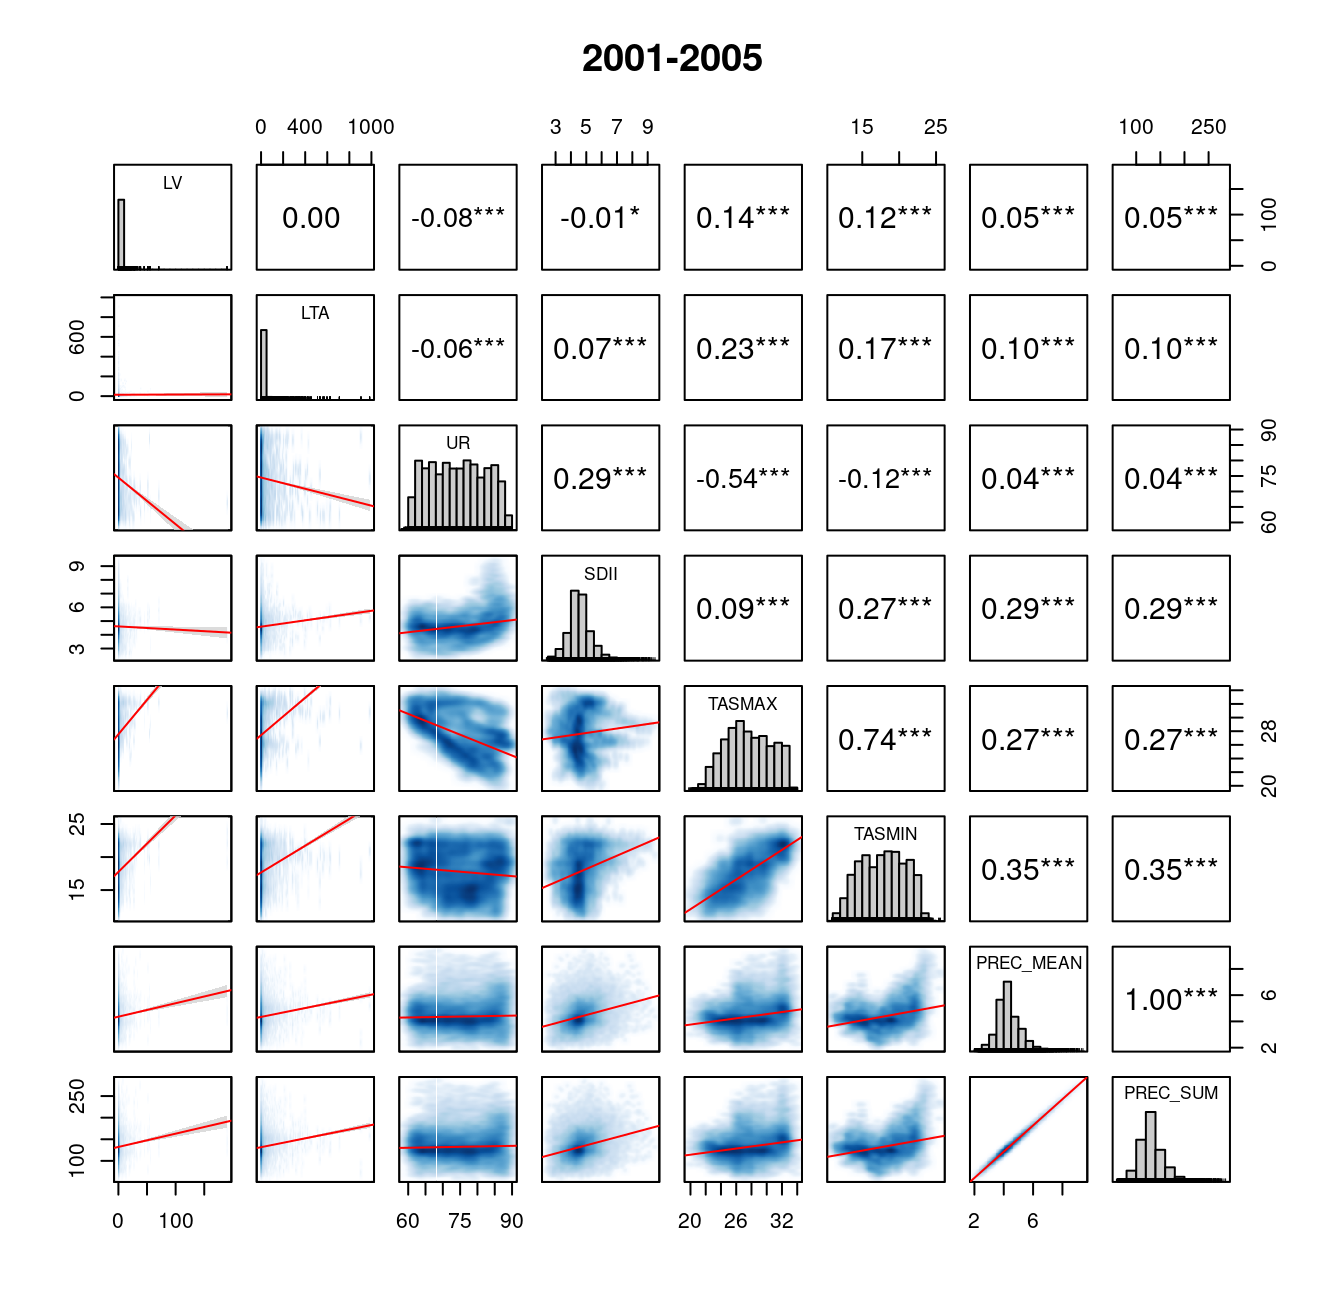 2001-2005
0 400 1000 3 5 7 9 15 25 100 250
LV 0.00 -0.08*** -0.01* 0.14*** 0.12*** 0.05*** 0.05*** 0 100
0 600 LTA -0.06*** 0.07*** 0.23*** 0.17*** 0.10*** 0.10***
UR 0.29*** -0.54*** -0.12*** 0.04*** 0.04*** 60 75 90
3 6 9 SDII 0.09*** 0.27*** 0.29*** 0.29***
TASMAX 0.74*** 0.27*** 0.27*** 20 28
15 25 TASMIN 0.35*** 0.35***
PREC_MEAN 1.00*** 2 6
100 250 PREC_SUM
0 100 60 75 90 20 26 32 2 6